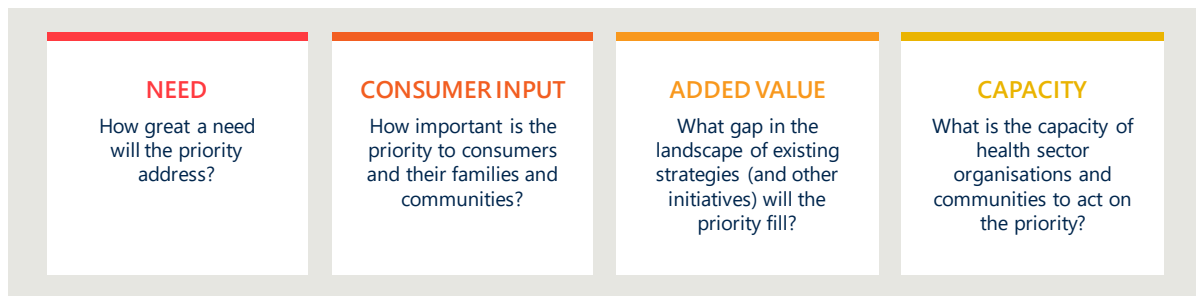 NEED
How great a need
will the priority
address?
CONSUMER INPUT
How important is the
priority to consumers
and their families and
communities?
ADDED VALUE
What gap in the
landscape of existing
strategies (and other
initiatives) will the
priority fill?
CAPACITY
What is the capacity of
health sector
organisations and
communities to act on
the priority?